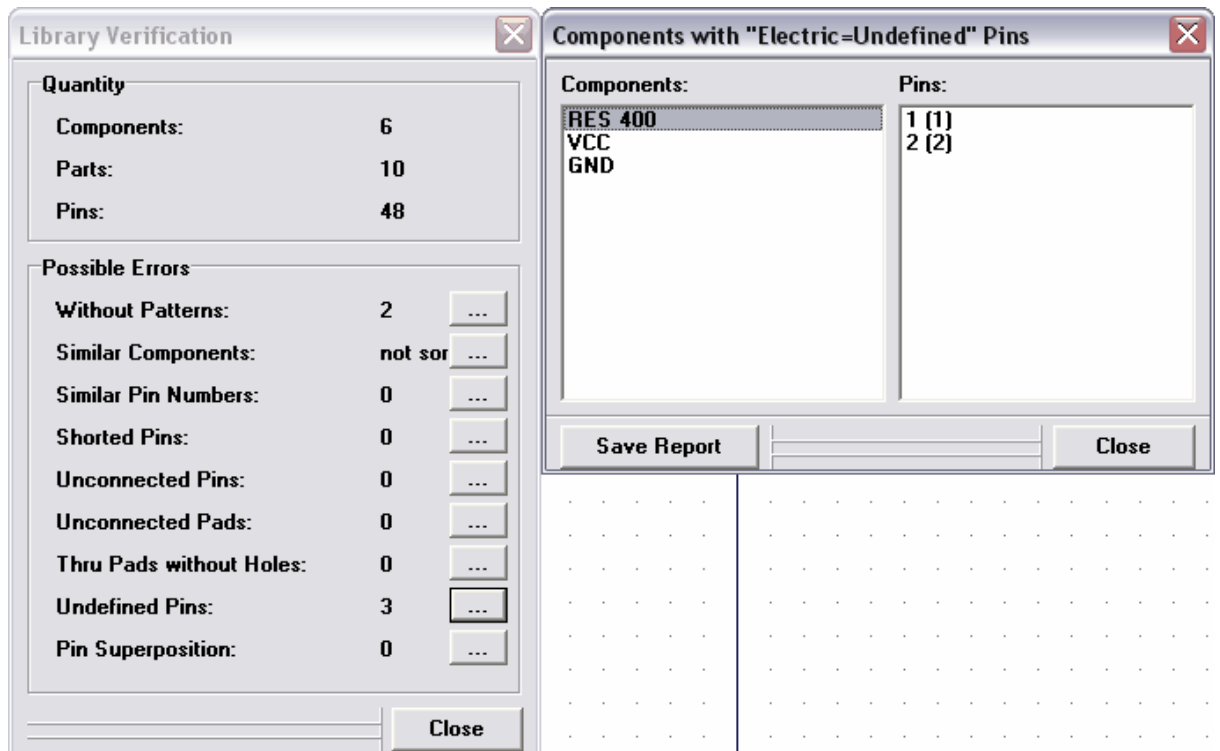 Library Verification
Quantity
Components: 6
Parts: 10
Pins: 48
Possible Errors
Without Patterns: 2 ...
Similar Components: not sor ...
Similar Pin Numbers: 0 ...
Shorted Pins: 0 ...
Unconnected Pins: 0 ...
Unconnected Pads: 0 ...
Thru Pads without Holes: 0 ...
Undefined Pins: 3 ...
Pin Superposition: 0 ...
Close
Components with "Electric=Undefined" Pins
Components: Pins:
RES 400 1 (1)
VCC 2 (2)
GND
Save Report Close